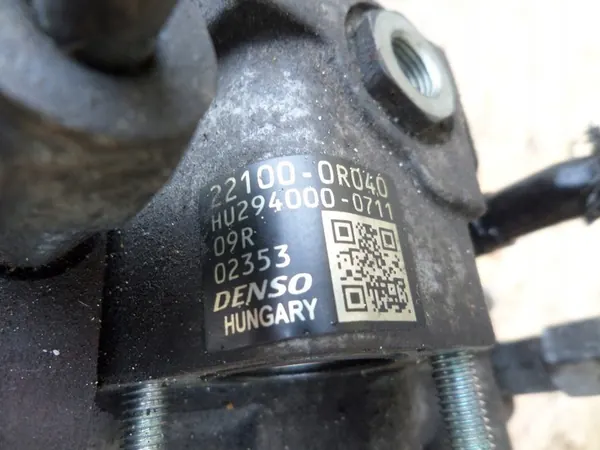 22100-0R040
HU294000-0711
09R
02353
DENSO
HUNGARY